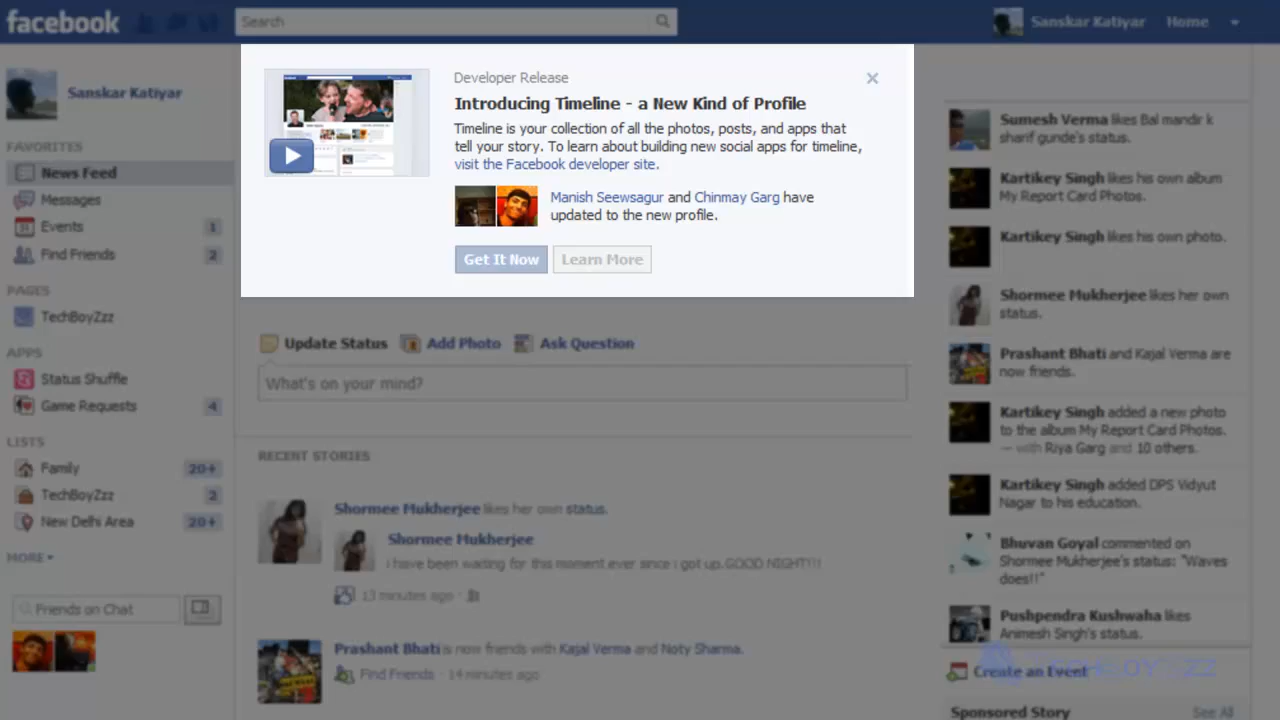 facebook
Search
Sanskar Katiyar
Home
Sanskar Katiyar
FAVORITES
News Feed
Messages
Events 1
Find Friends 2
PAGES
TechBoyZzz
APPS
Status Shuffle
Game Requests 4
LISTS
Family 20+
TechBoyZzz 2
New Delhi Area 20+
MORE
Friends on Chat
Developer Release
Introducing Timeline - a New Kind of Profile
Timeline is your collection of all the photos, posts, and apps that
tell your story. To learn about building new social apps for timeline,
visit the Facebook developer site.
Manish Seewsagur and Chinmay Garg have
updated to the new profile.
Get It Now
Learn More
Update Status
Add Photo
Ask Question
What's on your mind?
RECENT STORIES
Shormee Mukherjee likes her own status.
Shormee Mukherjee
i have been waiting for this moment ever since i got up.GOOD NIGHT!!!
13 minutes ago ·
Prashant Bhati is now friends with Kajal Verma and Noty Sharma.
Find Friends · 14 minutes ago
Sumesh Verma likes Bal mandir k
sharif gunde's status.
Kartikey Singh likes his own album
My Report Card Photos.
Kartikey Singh likes his own photo.
Shormee Mukherjee likes her own
status.
Prashant Bhati and Kajal Verma are
now friends.
Kartikey Singh added a new photo
to the album My Report Card Photos.
— with Riya Garg and 10 others.
Kartikey Singh added DPS Vidyut
Nagar to his education.
Bhuvan Goyal commented on
Shormee Mukherjee's status: "Waves
does!!"
Pushpendra Kushwaha likes
Animesh Singh's status.
TECHBOYZZZ
Create an Event
Sponsored Story
See All